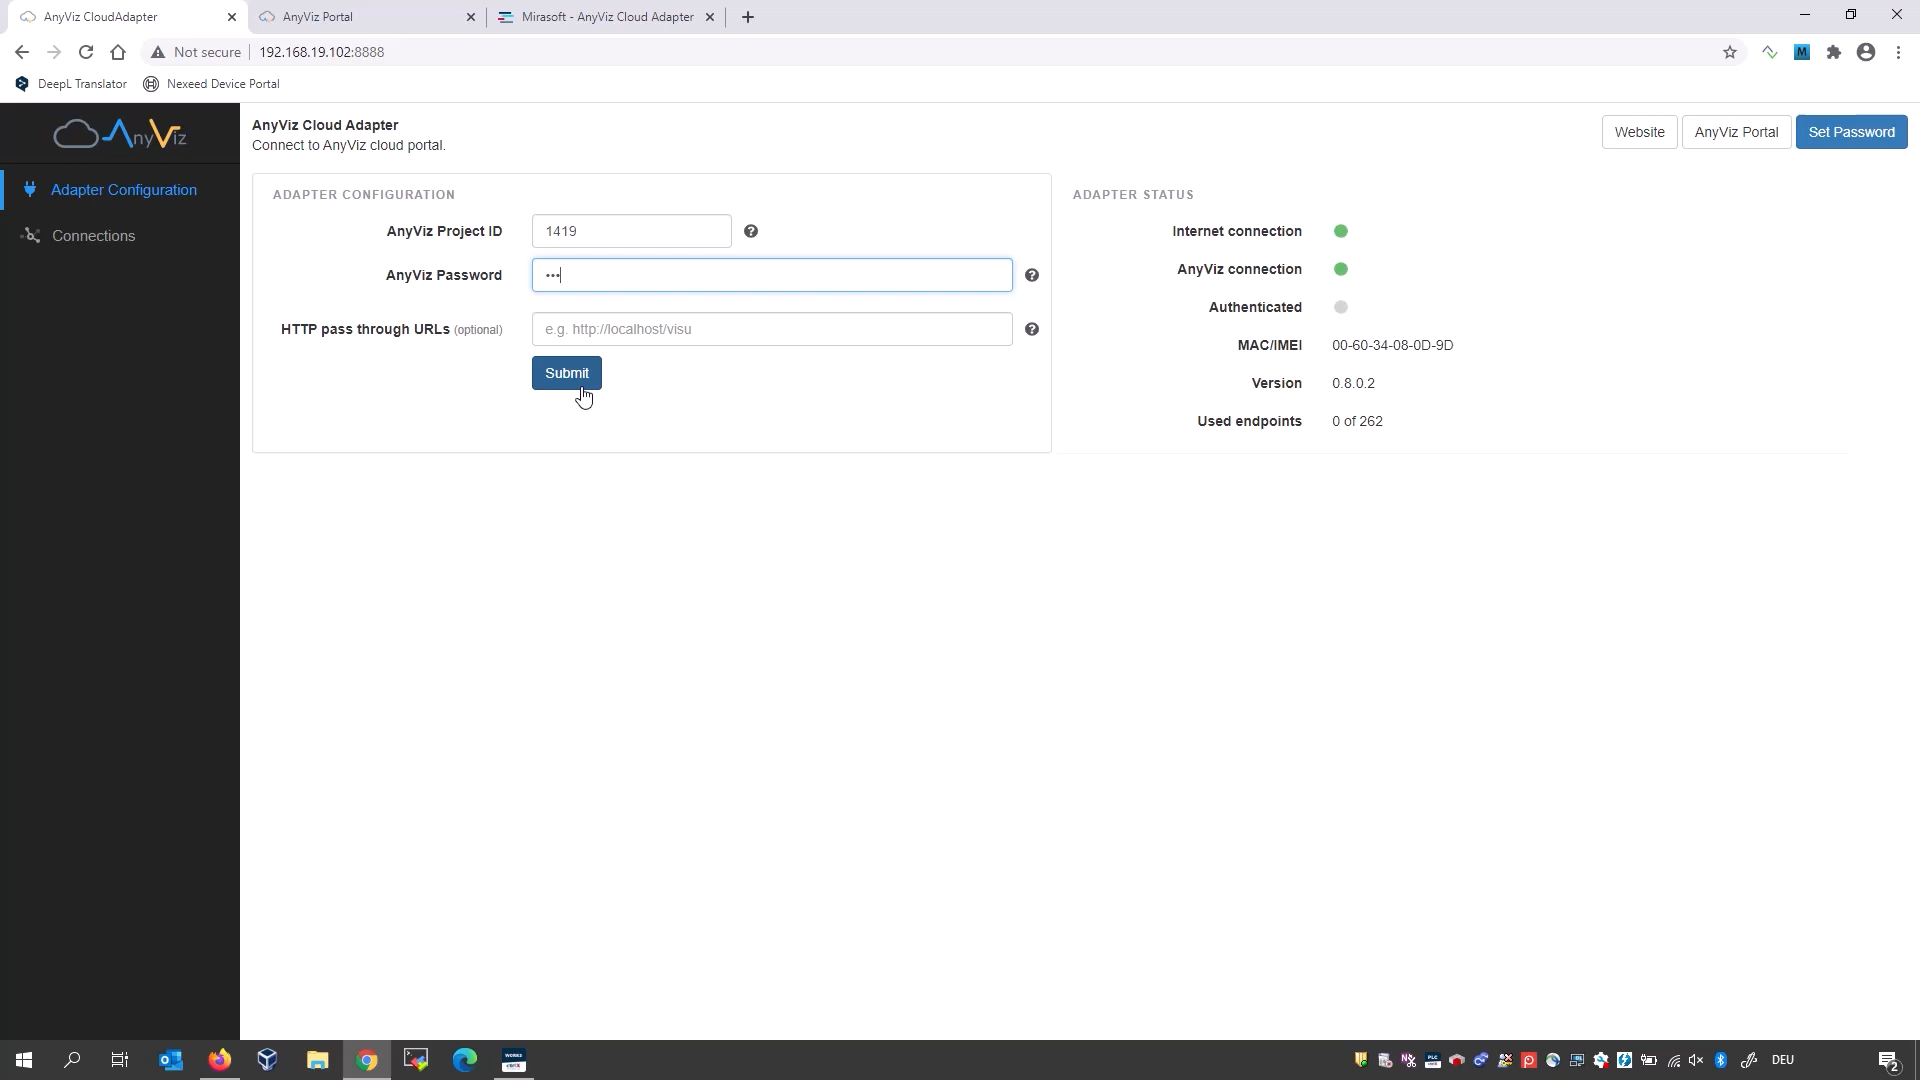 AnyViz CloudAdapter
AnyViz Portal
Mirasoft - AnyViz Cloud Adapter
Not secure
192.168.19.102:8888
M
DeepL Translator
Nexeed Device Portal
AnyViz
AnyViz Cloud Adapter
Connect to AnyViz cloud portal.
Website
AnyViz Portal
Set Password
Adapter Configuration
Connections
ADAPTER CONFIGURATION
AnyViz Project ID
1419
AnyViz Password
•••
HTTP pass through URLs (optional)
e.g. http://localhost/visu
Submit
ADAPTER STATUS
Internet connection
AnyViz connection
Authenticated
MAC/IMEI
00-60-34-08-0D-9D
Version
0.8.0.2
Used endpoints
0 of 262
WORKS
PLC
DEU
2